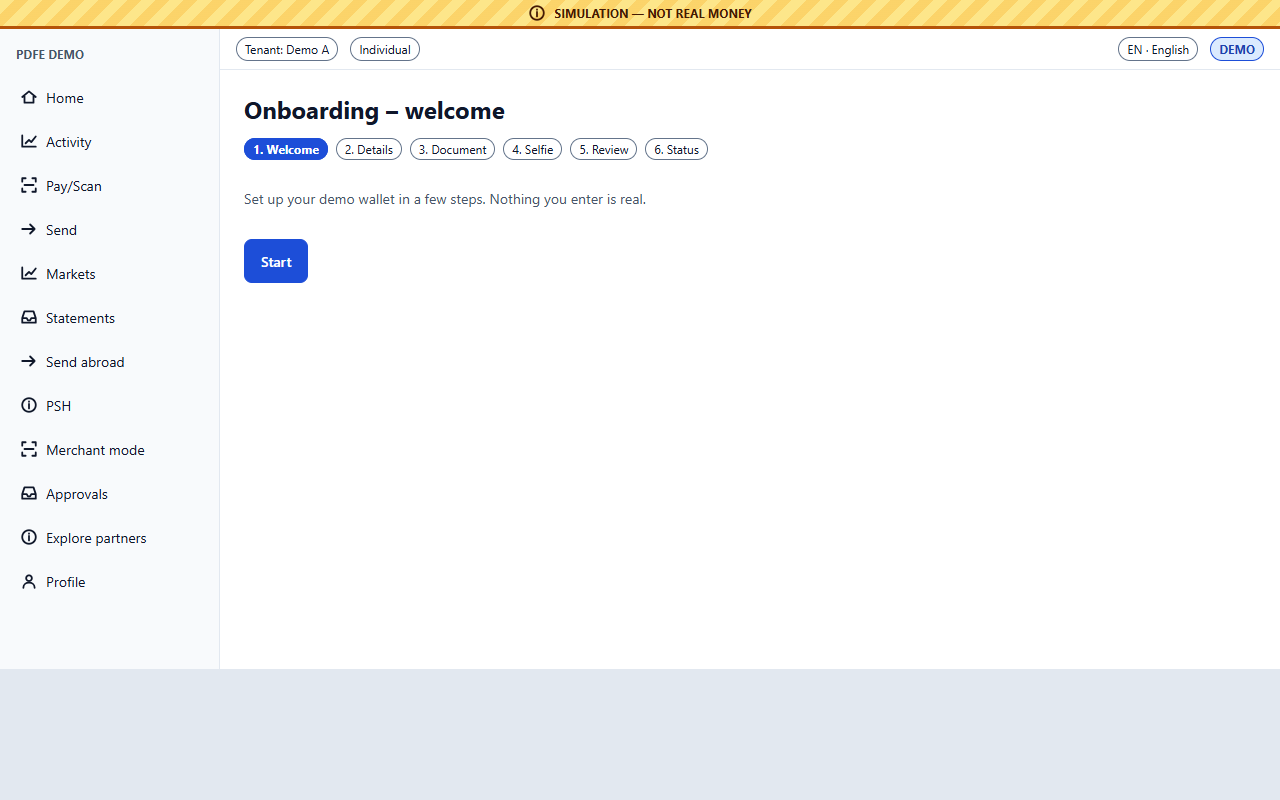 SIMULATION — NOT REAL MONEY
PDFE DEMO
Tenant: Demo A
Individual
EN · English
DEMO
Home
Activity
Pay/Scan
Send
Markets
Statements
Send abroad
PSH
Merchant mode
Approvals
Explore partners
Profile
Onboarding – welcome
1. Welcome
2. Details
3. Document
4. Selfie
5. Review
6. Status
Set up your demo wallet in a few steps. Nothing you enter is real.
Start